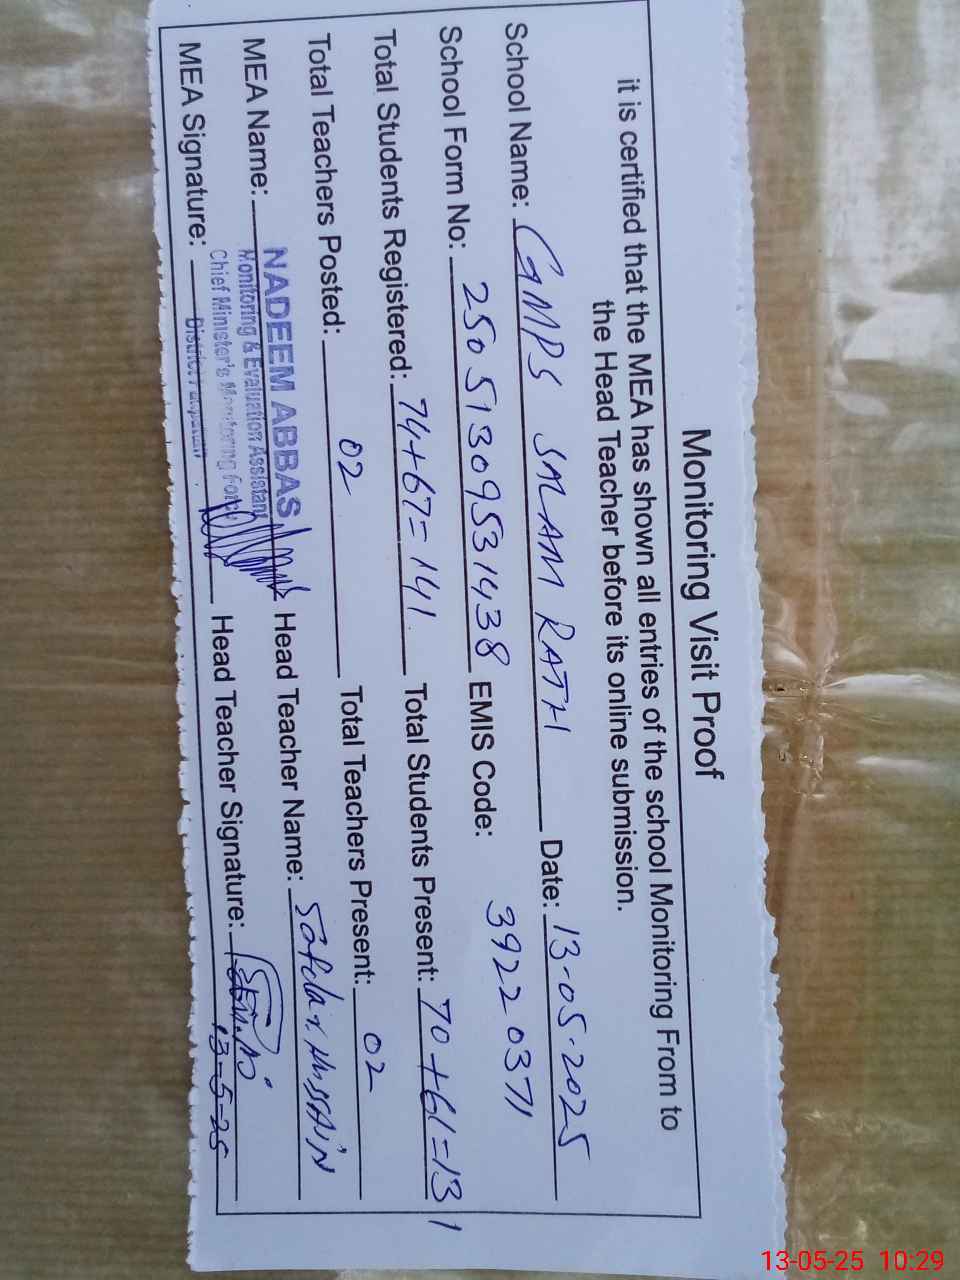 Monitoring Visit Proof
it is certified that the MEA has shown all entries of the school Monitoring From to
the Head Teacher before its online submission.
School Name: GMPS SALAM RATH Date: 13-05-2025
School Form No: 25051309531438 EMIS Code: 39220371
Total Students Registered: 74+67=141 Total Students Present: 70+61=131
Total Teachers Posted: 02 Total Teachers Present: 02
MEA Name: NADEEM ABBAS Head Teacher Name: Safdar HUSSAIN
Monitoring & Evaluation Assistant
Chief Minister's Monitoring Force
MEA Signature: District Head Teacher Signature:
13-5-25
13-05-25 10:29